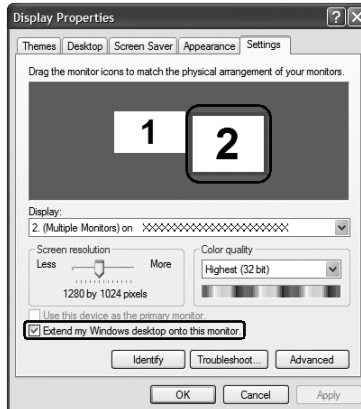 Display Properties
Themes Desktop Screen Saver Appearance Settings
Drag the monitor icons to match the physical arrangement of your monitors.
1 2
Display:
2. (Multiple Monitors) on XXXXXXXXXXXXXXXXXXXXXXX
Screen resolution Color quality
Less More Highest (32 bit)
1280 by 1024 pixels
Use this device as the primary monitor.
Extend my Windows desktop onto this monitor.
Identify Troubleshoot... Advanced
OK Cancel Apply